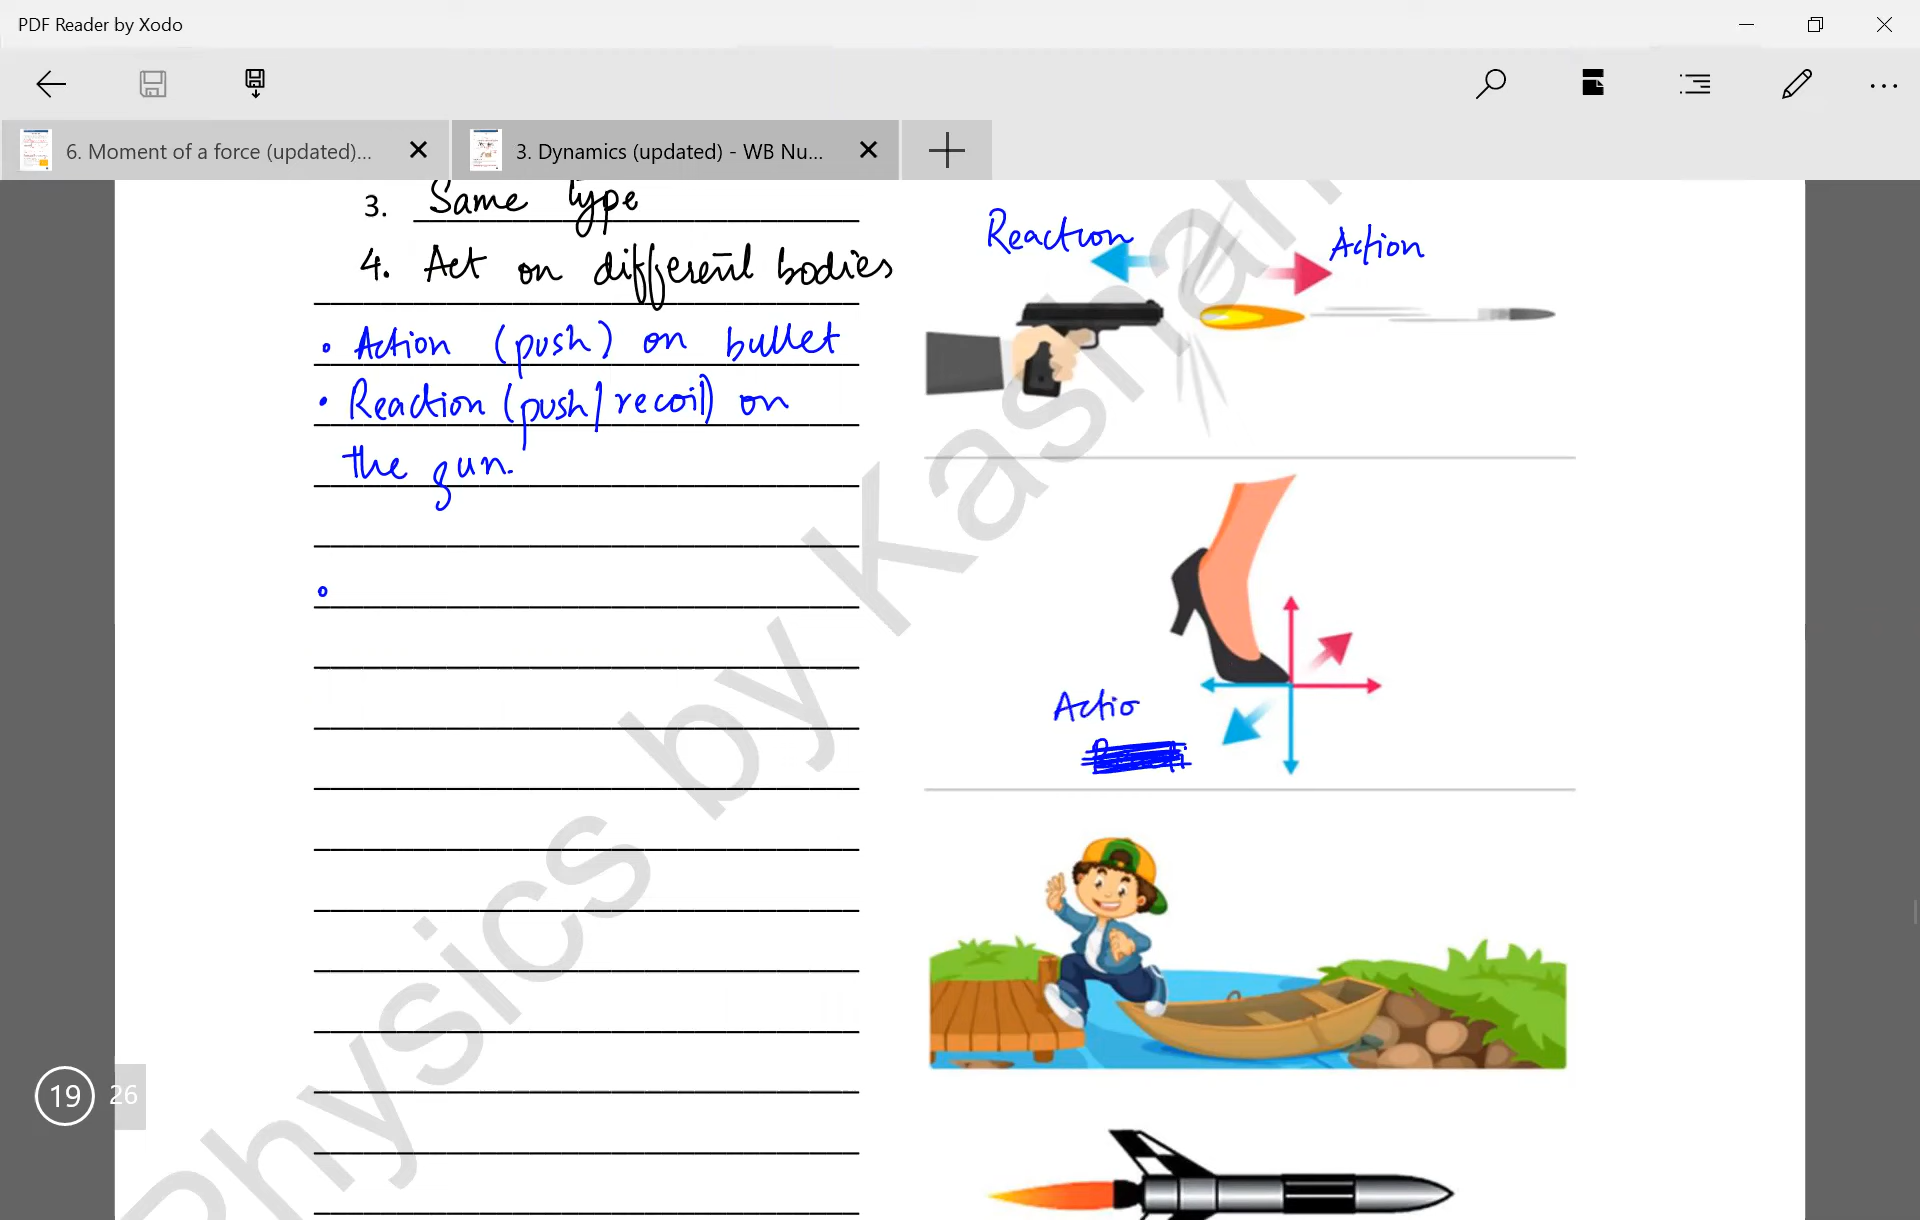 PDF Reader by Xodo
6. Moment of a force (updated)...
3. Dynamics (updated) - WB Nu...
3. Same type
4. Act on different bodies
• Action (push) on bullet
• Reaction (push/recoil) on
the gun.
•
Reaction
Action
Actio
19 26
Physics by Kashan